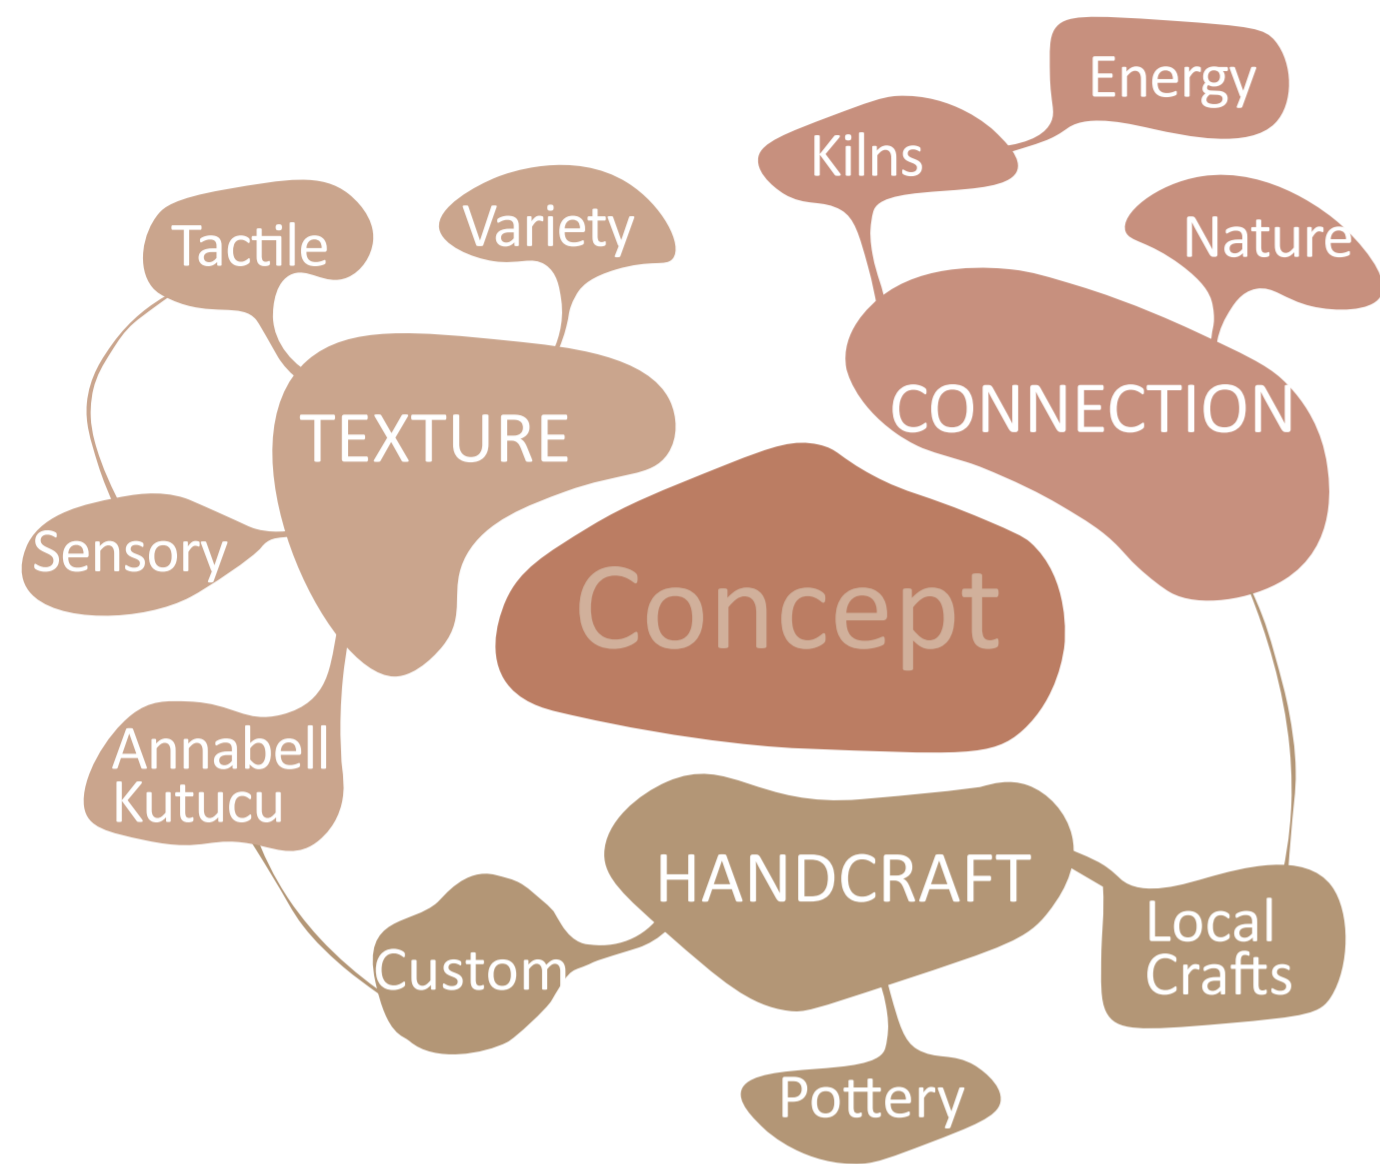 Energy
Kilns
Nature
Variety
Tactile
CONNECTION
TEXTURE
Sensory
Concept
Annabell
Kutucu
HANDCRAFT
Local
Crafts
Custom
Pottery